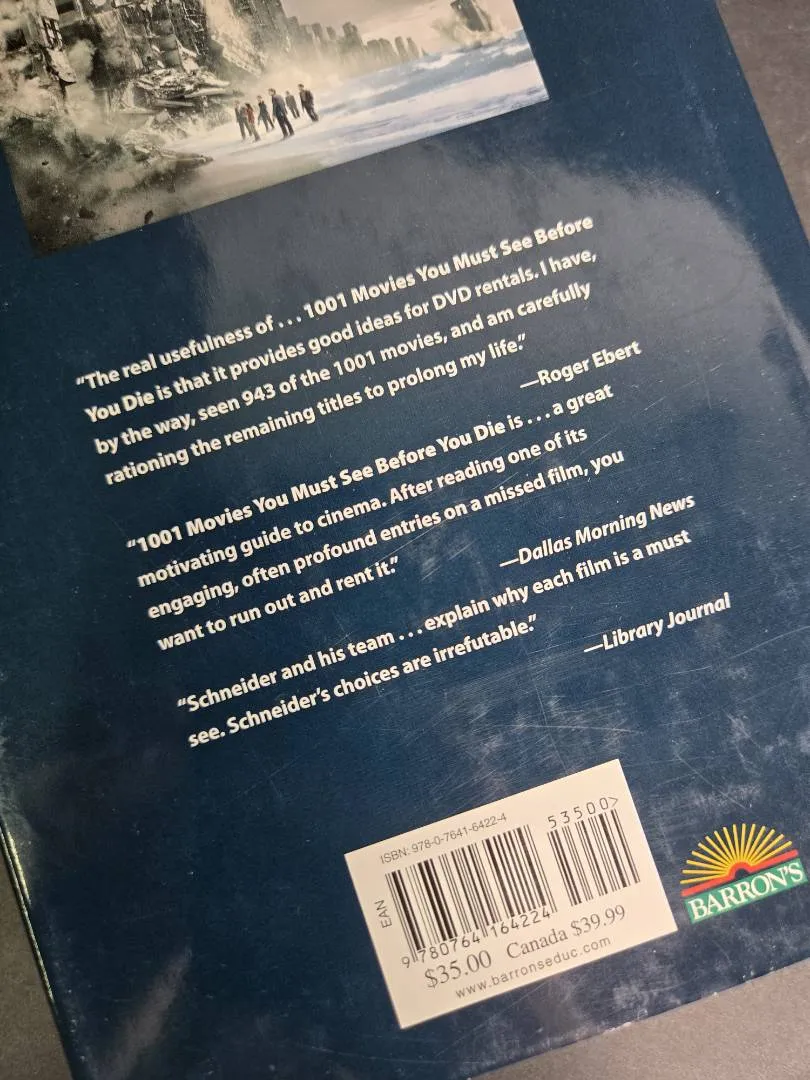 "The real usefulness of . . . 1001 Movies You Must See Before
You Die is that it provides good ideas for DVD rentals. I have,
by the way, seen 943 of the 1001 movies, and am carefully
rationing the remaining titles to prolong my life."
—Roger Ebert
"1001 Movies You Must See Before You Die is . . . a great
motivating guide to cinema. After reading one of its
engaging, often profound entries on a missed film, you
want to run out and rent it."
—Dallas Morning News
"Schneider and his team . . . explain why each film is a must
see. Schneider's choices are irrefutable."
—Library Journal
ISBN: 978-0-7641-6422-4
53500>
EAN
9 780764 164224
$35.00 Canada $39.99
www.barronseduc.com
BARRON'S